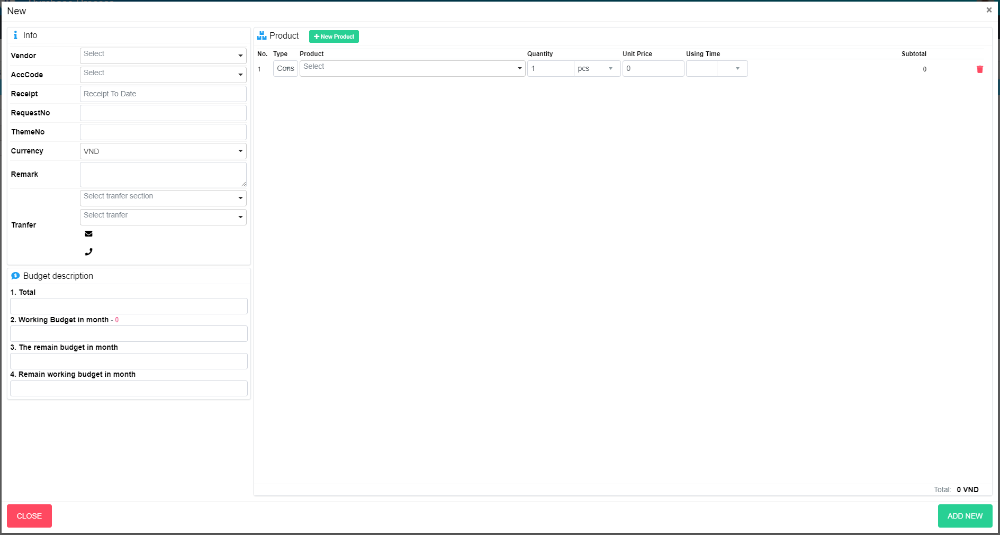 New
×
Info
Vendor Select
AccCode Select
Receipt Receipt To Date
RequestNo
ThemeNo
Currency VND
Remark
Select tranfer section
Select tranfer
Tranfer
Budget description
1. Total
2. Working Budget in month - 0
3. The remain budget in month
4. Remain working budget in month
Product + New Product
No. Type Product Quantity Unit Price Using Time Subtotal
1 Cons Select 1 pcs 0 0
Total: 0 VND
CLOSE
ADD NEW